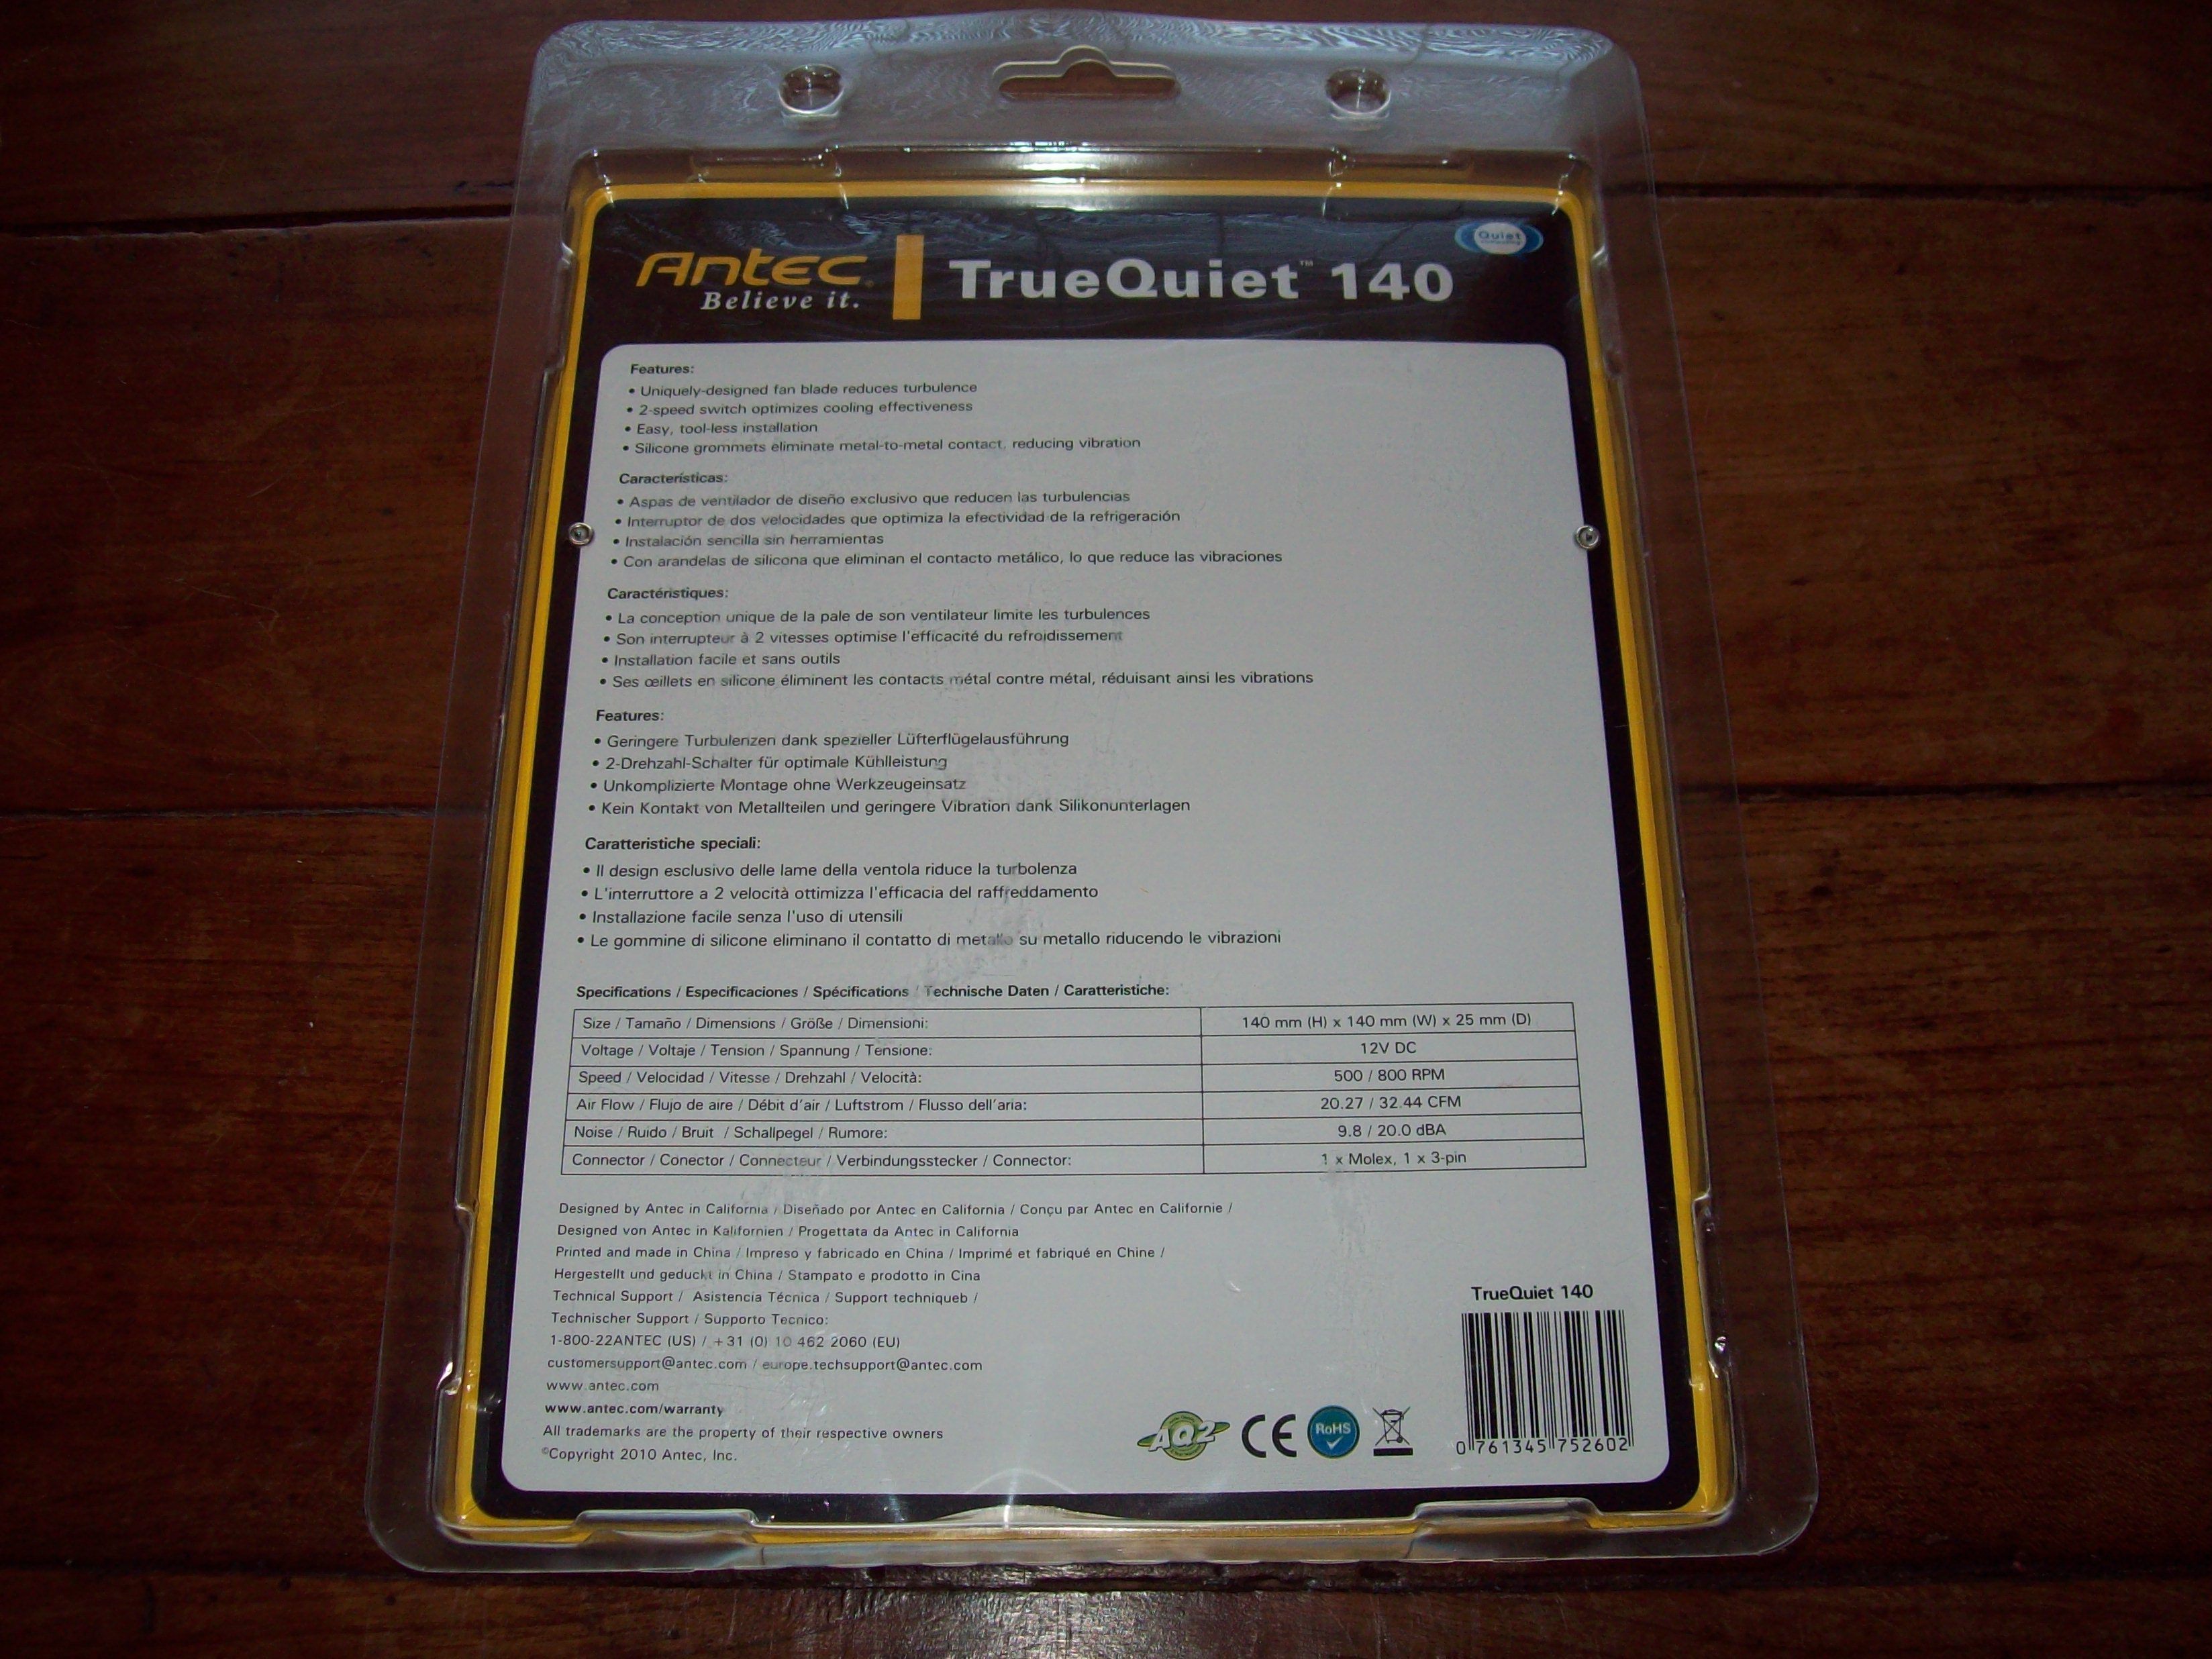 Antec®
Believe it.
TrueQuiet™ 140
Quiet
Features:
• Uniquely-designed fan blade reduces turbulence
• 2-speed switch optimizes cooling effectiveness
• Easy, tool-less installation
• Silicone grommets eliminate metal-to-metal contact, reducing vibration
Características:
• Aspas de ventilador de diseño exclusivo que reducen las turbulencias
• Interruptor de dos velocidades que optimiza la efectividad de la refrigeración
• Instalación sencilla sin herramientas
• Con arandelas de silicona que eliminan el contacto metálico, lo que reduce las vibraciones
Caractéristiques:
• La conception unique de la pale de son ventilateur limite les turbulences
• Son interrupteur à 2 vitesses optimise l'efficacité du refroidissement
• Installation facile et sans outils
• Ses œillets en silicone éliminent les contacts métal contre métal, réduisant ainsi les vibrations
Features:
• Geringere Turbulenzen dank spezieller Lüfterflügelausführung
• 2-Drehzahl-Schalter für optimale Kühlleistung
• Unkomplizierte Montage ohne Werkzeugeinsatz
• Kein Kontakt von Metallteilen und geringere Vibration dank Silikonunterlagen
Caratteristiche speciali:
• Il design esclusivo delle lame della ventola riduce la turbolenza
• L'interruttore a 2 velocità ottimizza l'efficacia del raffreddamento
• Installazione facile senza l'uso di utensili
• Le gommine di silicone eliminano il contatto di metallo su metallo riducendo le vibrazioni
Specifications / Especificaciones / Spécifications / Technische Daten / Caratteristiche:
Size / Tamaño / Dimensions / Größe / Dimensioni: 140 mm (H) x 140 mm (W) x 25 mm (D)
Voltage / Voltaje / Tension / Spannung / Tensione: 12V DC
Speed / Velocidad / Vitesse / Drehzahl / Velocità: 500 / 800 RPM
Air Flow / Flujo de aire / Débit d'air / Luftstrom / Flusso dell'aria: 20.27 / 32.44 CFM
Noise / Ruido / Bruit / Schallpegel / Rumore: 9.8 / 20.0 dBA
Connector / Conector / Connecteur / Verbindungsstecker / Connector: 1 x Molex, 1 x 3-pin
Designed by Antec in California / Diseñado por Antec en California / Conçu par Antec en Californie /
Designed von Antec in Kalifornien / Progettata da Antec in California
Printed and made in China / Impreso y fabricado en China / Imprimé et fabriqué en Chine /
Hergestellt und geduckt in China / Stampato e prodotto in Cina
Technical Support / Asistencia Técnica / Support techniqueb /
Technischer Support / Supporto Tecnico:
1-800-22ANTEC (US) / +31 (0) 10 462 2060 (EU)
customersupport@antec.com / europe.techsupport@antec.com
www.antec.com
www.antec.com/warranty
All trademarks are the property of their respective owners
©Copyright 2010 Antec, Inc.
AQ2
CE
RoHS
TrueQuiet 140
0 761345 752602